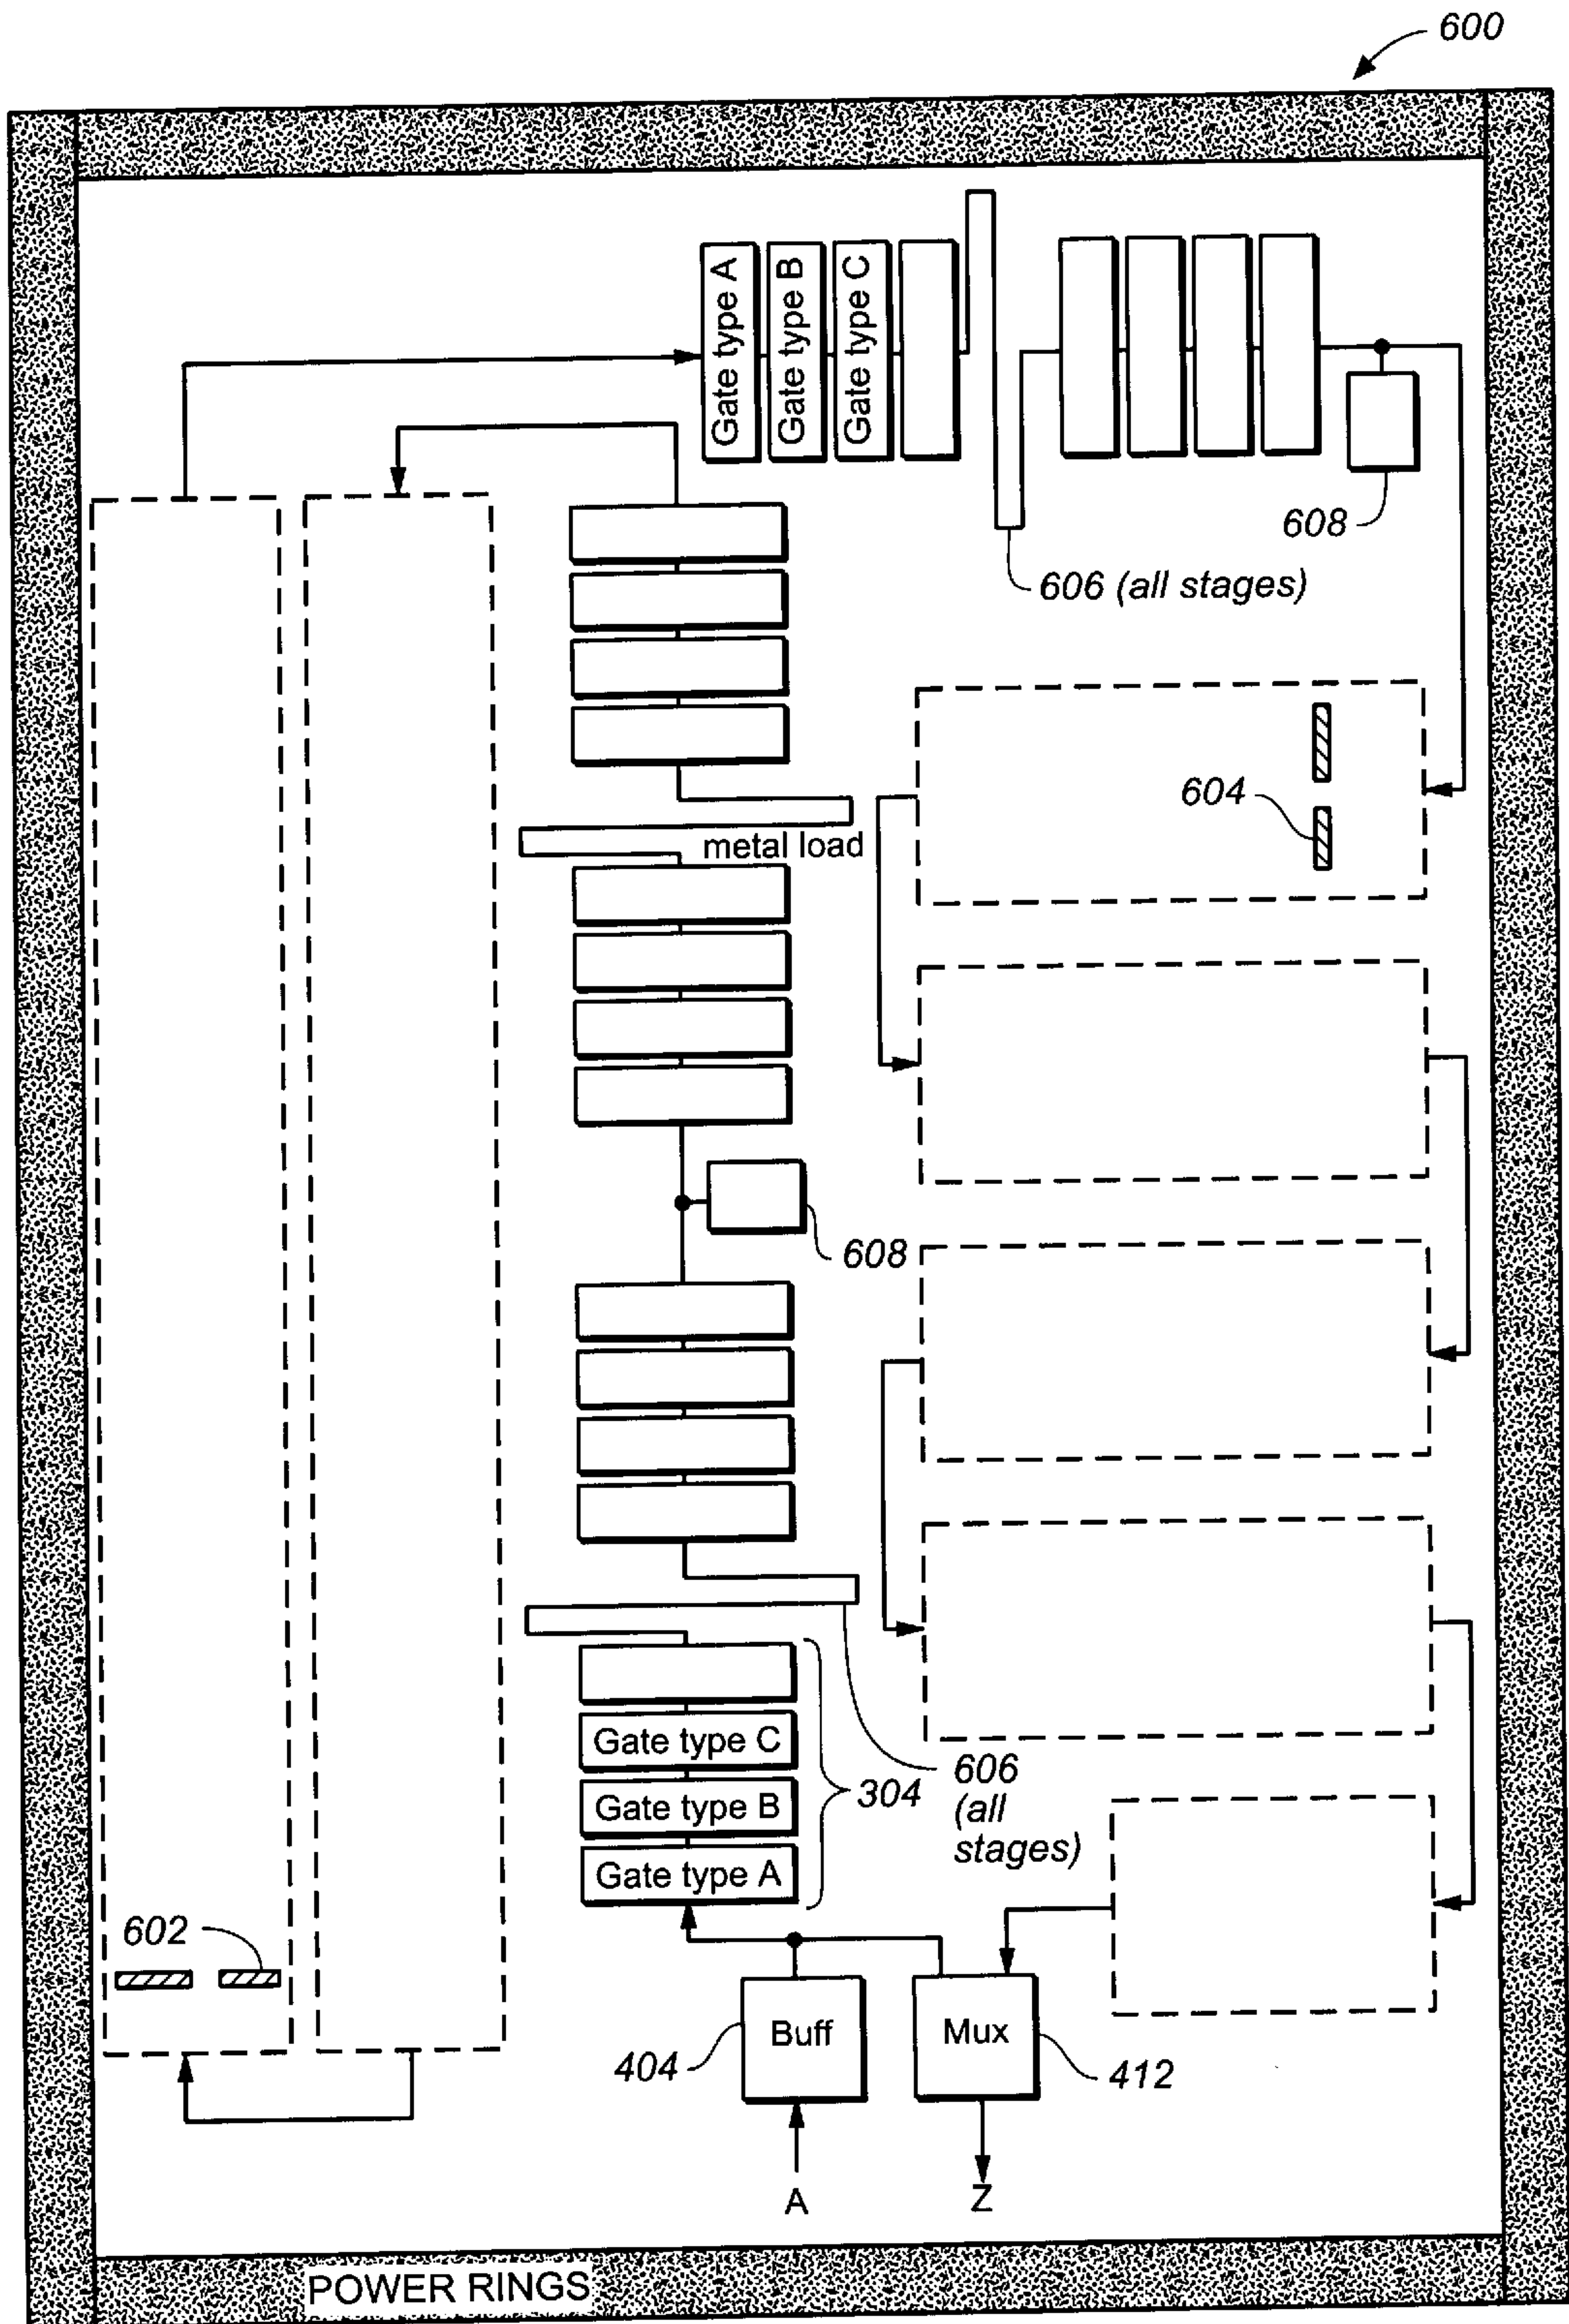 600
Gate type A
Gate type B
Gate type C
608
606 (all stages)
604
metal load
608
Gate type C
Gate type B
Gate type A
304
606
(all
stages)
602
Buff
Mux
404
412
A
Z
POWER RINGS